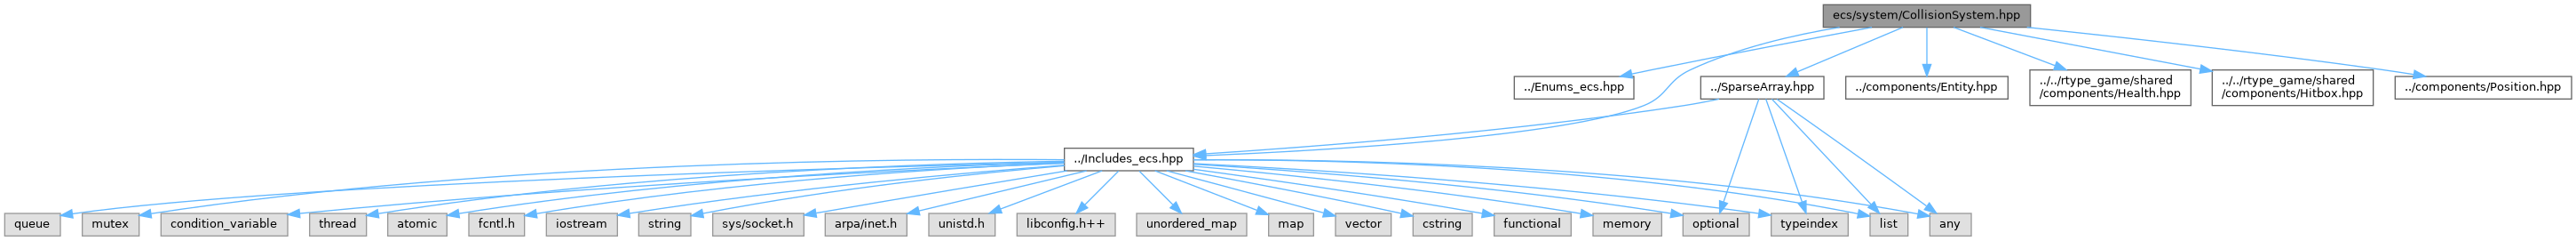 ecs/system/CollisionSystem.hpp
../Enums_ecs.hpp
../SparseArray.hpp
../components/Entity.hpp
../../rtype_game/shared
/components/Health.hpp
../../rtype_game/shared
/components/Hitbox.hpp
../components/Position.hpp
../Includes_ecs.hpp
queue
mutex
condition_variable
thread
atomic
fcntl.h
iostream
string
sys/socket.h
arpa/inet.h
unistd.h
libconfig.h++
unordered_map
map
vector
cstring
functional
memory
optional
typeindex
list
any